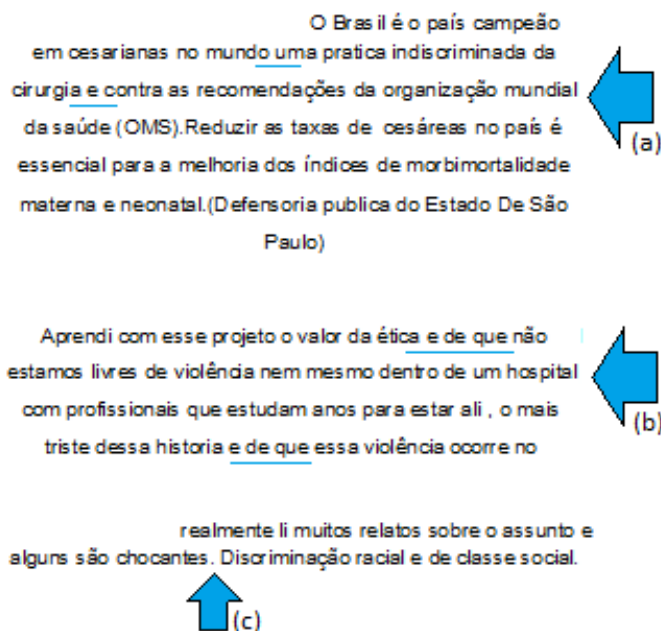 O Brasil é o país campeão
em cesarianas no mundo uma pratica indiscriminada da
cirurgia e contra as recomendações da organização mundial
da saúde (OMS).Reduzir as taxas de cesáreas no país é
essencial para a melhoria dos índices de morbimortalidade
materna e neonatal.(Defensoria publica do Estado De São
Paulo)
(a)
Aprendi com esse projeto o valor da ética e de que não
estamos livres de violência nem mesmo dentro de um hospital
com profissionais que estudam anos para estar ali , o mais
triste dessa historia e de que essa violência ocorre no
(b)
realmente li muitos relatos sobre o assunto e
alguns são chocantes. Discriminação racial e de classe social.
(c)